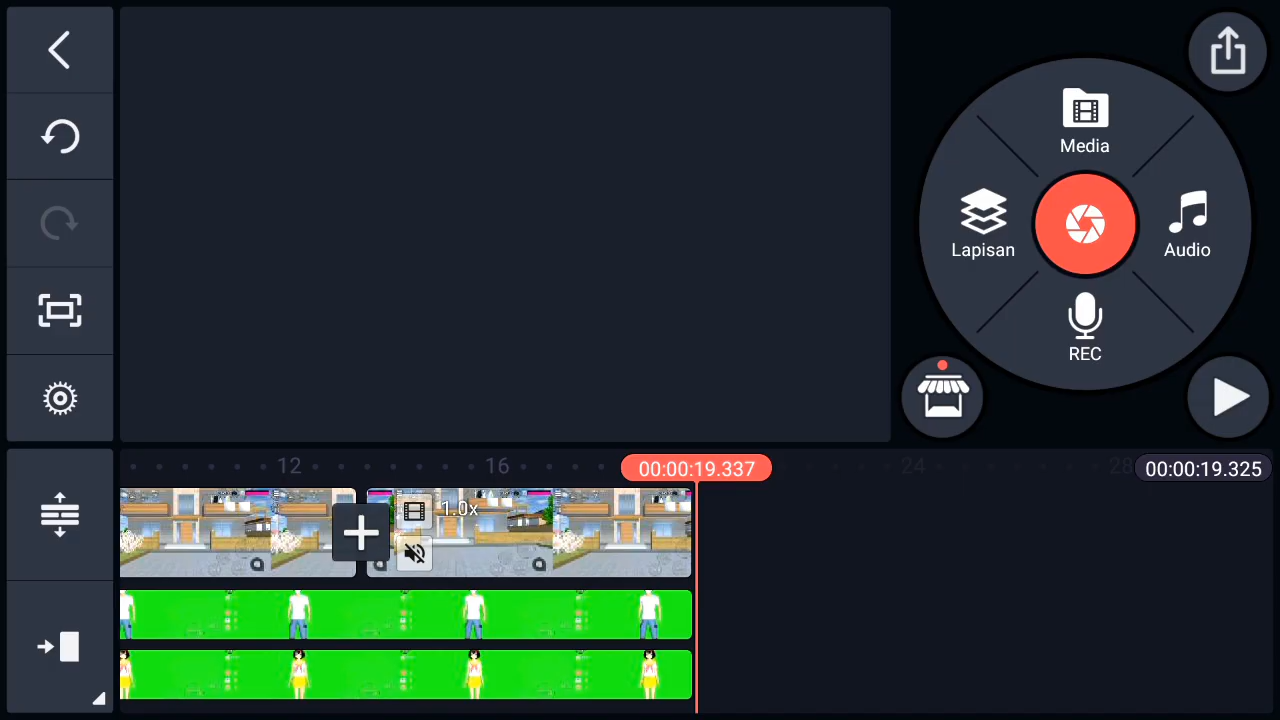 Media
Lapisan
Audio
REC
12
16
00:00:19.337
24
28
00:00:19.325
1.0x